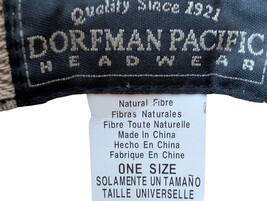 Quality Since 1921
DORFMAN PACIFIC
HEADWEAR
Natural Fibre
Fibras Naturales
Fibre Toute Naturelle
Made In China
Hecho En China
Fabrique En Chine
ONE SIZE
SOLAMENTE UN TAMAÑO
TAILLE UNIVERSELLE